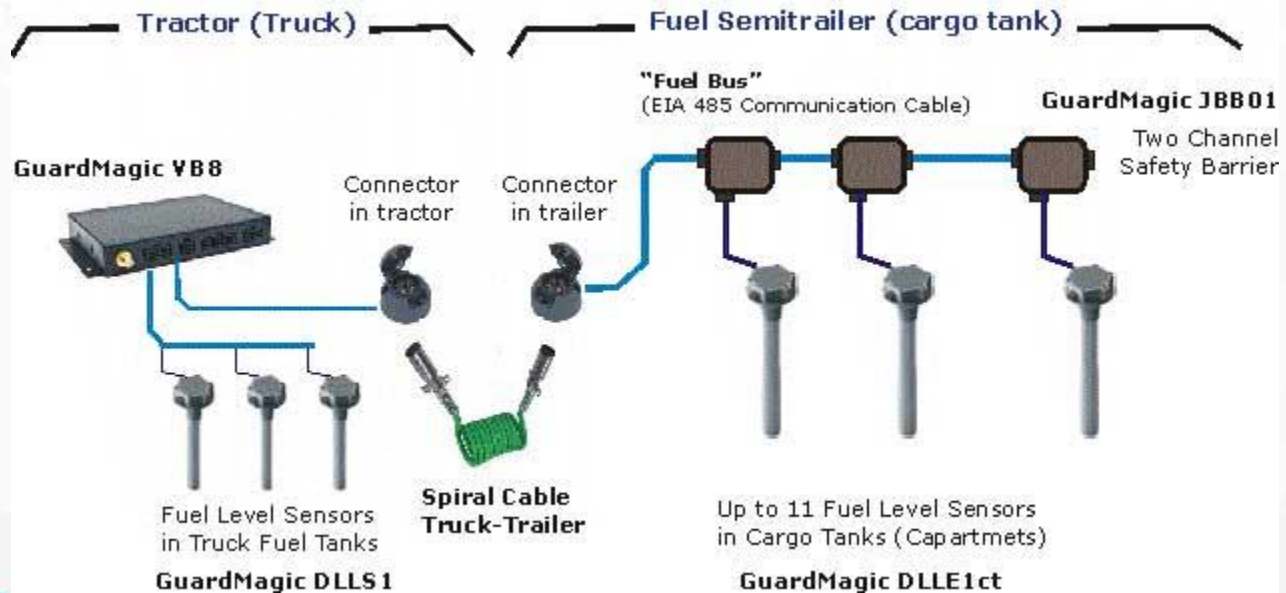 Tractor (Truck)
Fuel Semitrailer (cargo tank)
"Fuel Bus"
(EIA 485 Communication Cable)
GuardMagic JBB01
Two Channel
Safety Barrier
GuardMagic VB8
Connector
in tractor
Connector
in trailer
Spiral Cable
Truck-Trailer
Fuel Level Sensors
in Truck Fuel Tanks
GuardMagic DLLS1
Up to 11 Fuel Level Sensors
in Cargo Tanks (Capartmets)
GuardMagic DLLE1ct